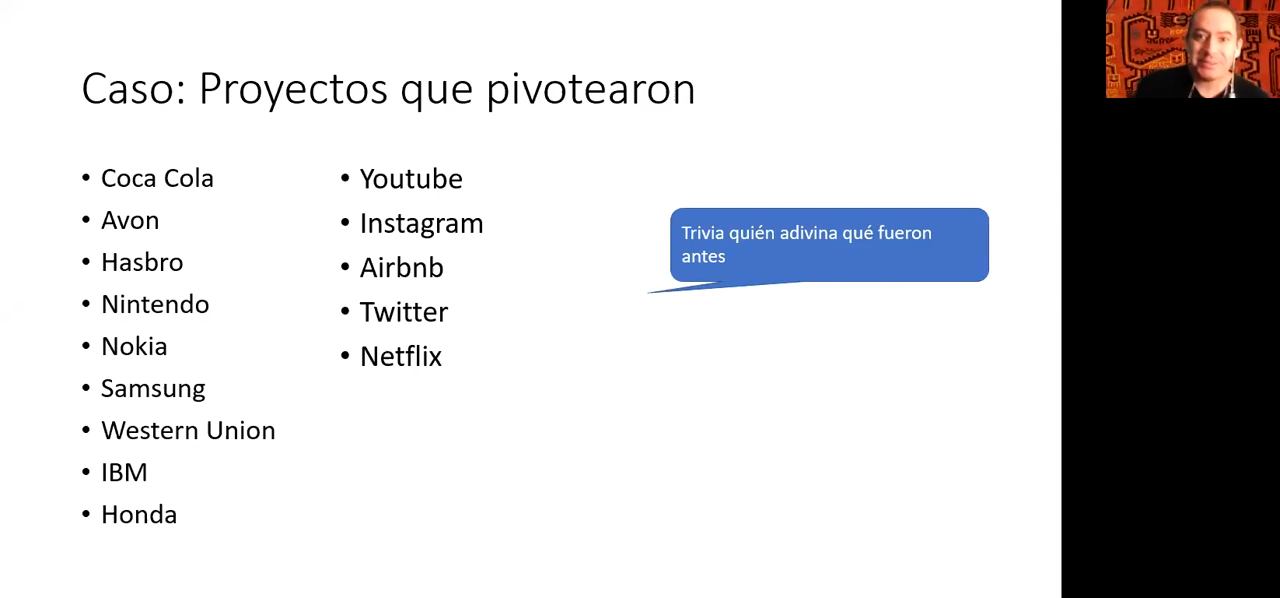 Caso: Proyectos que pivotearon
• Coca Cola
• Avon
• Hasbro
• Nintendo
• Nokia
• Samsung
• Western Union
• IBM
• Honda
• Youtube
• Instagram
• Airbnb
• Twitter
• Netflix
Trivia quién adivina qué fueron
antes